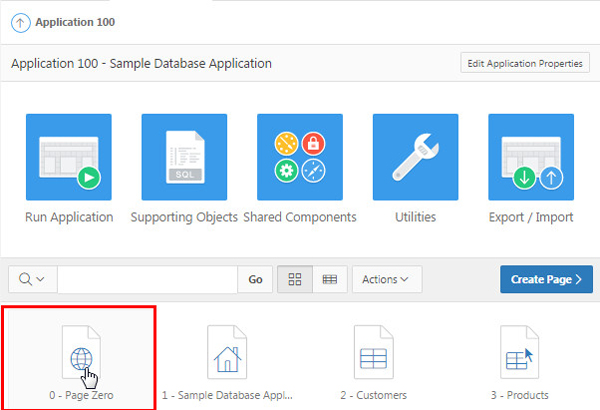 Application 100
Application 100 - Sample Database Application
Edit Application Properties
SQL
Run Application
Supporting Objects
Shared Components
Utilities
Export / Import
Go
Actions
Create Page
0 - Page Zero
1 - Sample Database Appl...
2 - Customers
3 - Products